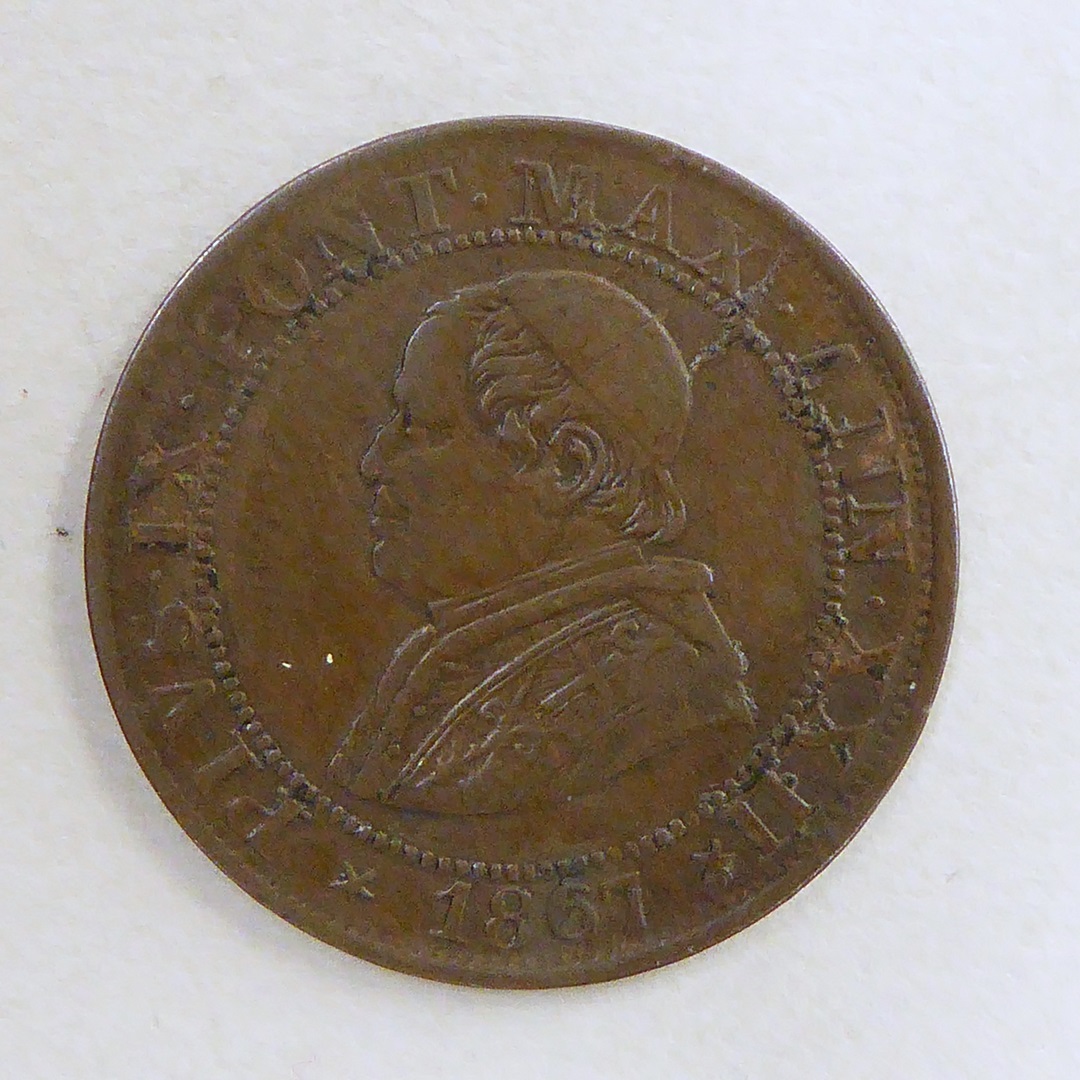 PIVS·IX·PONT·MAX·AN·XXII
* 1867 *